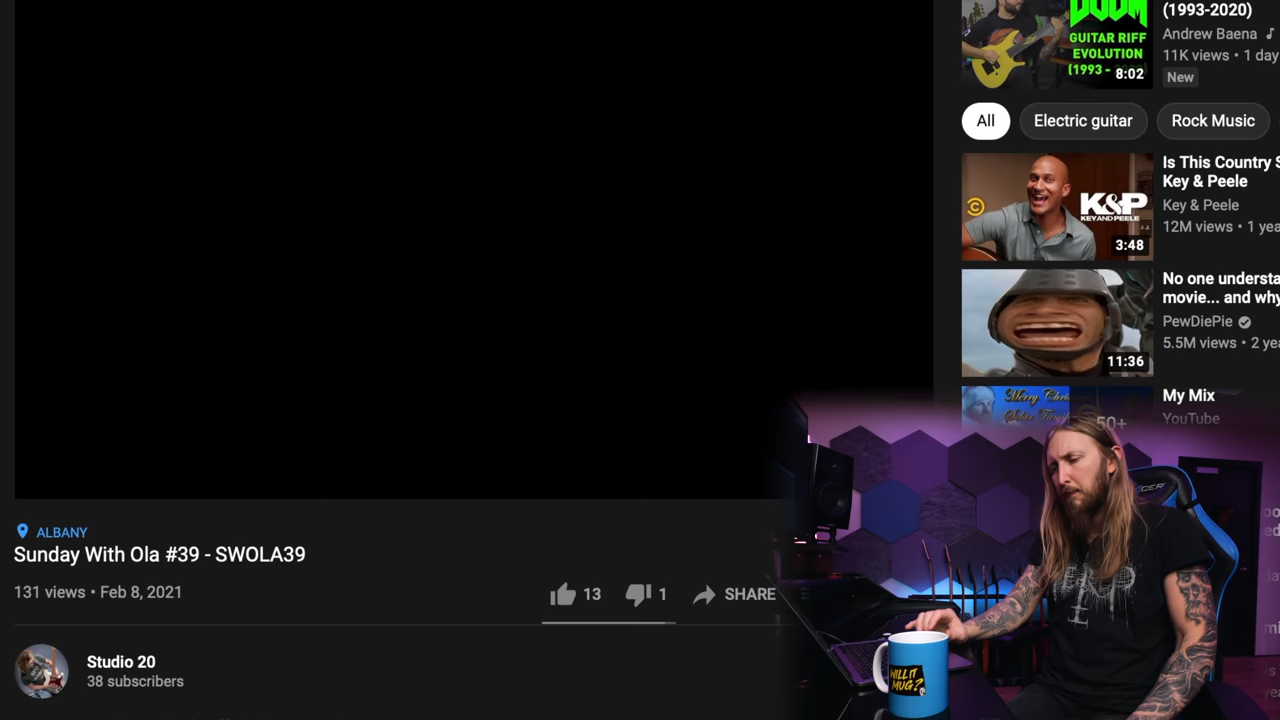 DOOM
GUITAR RIFF
EVOLUTION
(1993 -
8:02
(1993-2020)
Andrew Baena
11K views • 1 day
New
All
Electric guitar
Rock Music
K&P
KEY AND PEELE
3:48
Is This Country S
Key & Peele
Key & Peele
12M views • 1 yea
11:36
No one understa
movie... and why
PewDiePie
5.5M views • 2 yea
Merry Chri
50+
My Mix
YouTube
ALBANY
Sunday With Ola #39 - SWOLA39
131 views • Feb 8, 2021
13
1
SHARE
Studio 20
38 subscribers
WILL IT
MUG?